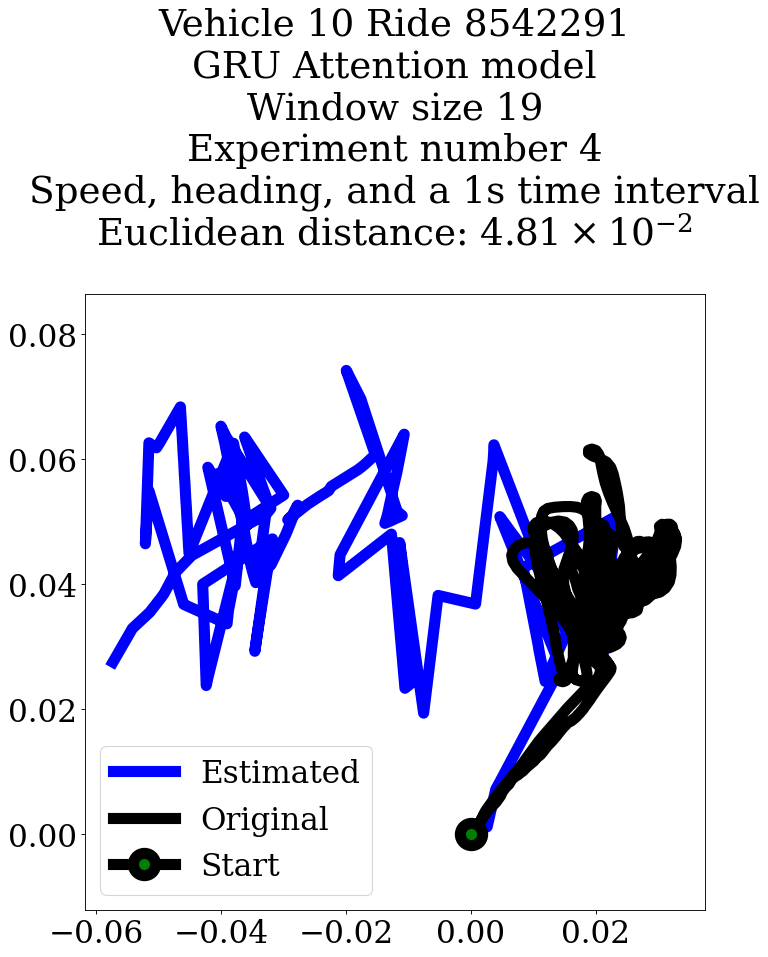 Vehicle 10 Ride 8542291
GRU Attention model
Window size 19
Experiment number 4
Speed, heading, and a 1s time interval
Euclidean distance: 4.81 × 10⁻²
0.08
0.06
0.04
0.02
0.00
Estimated
Original
Start
−0.06 −0.04 −0.02 0.00 0.02